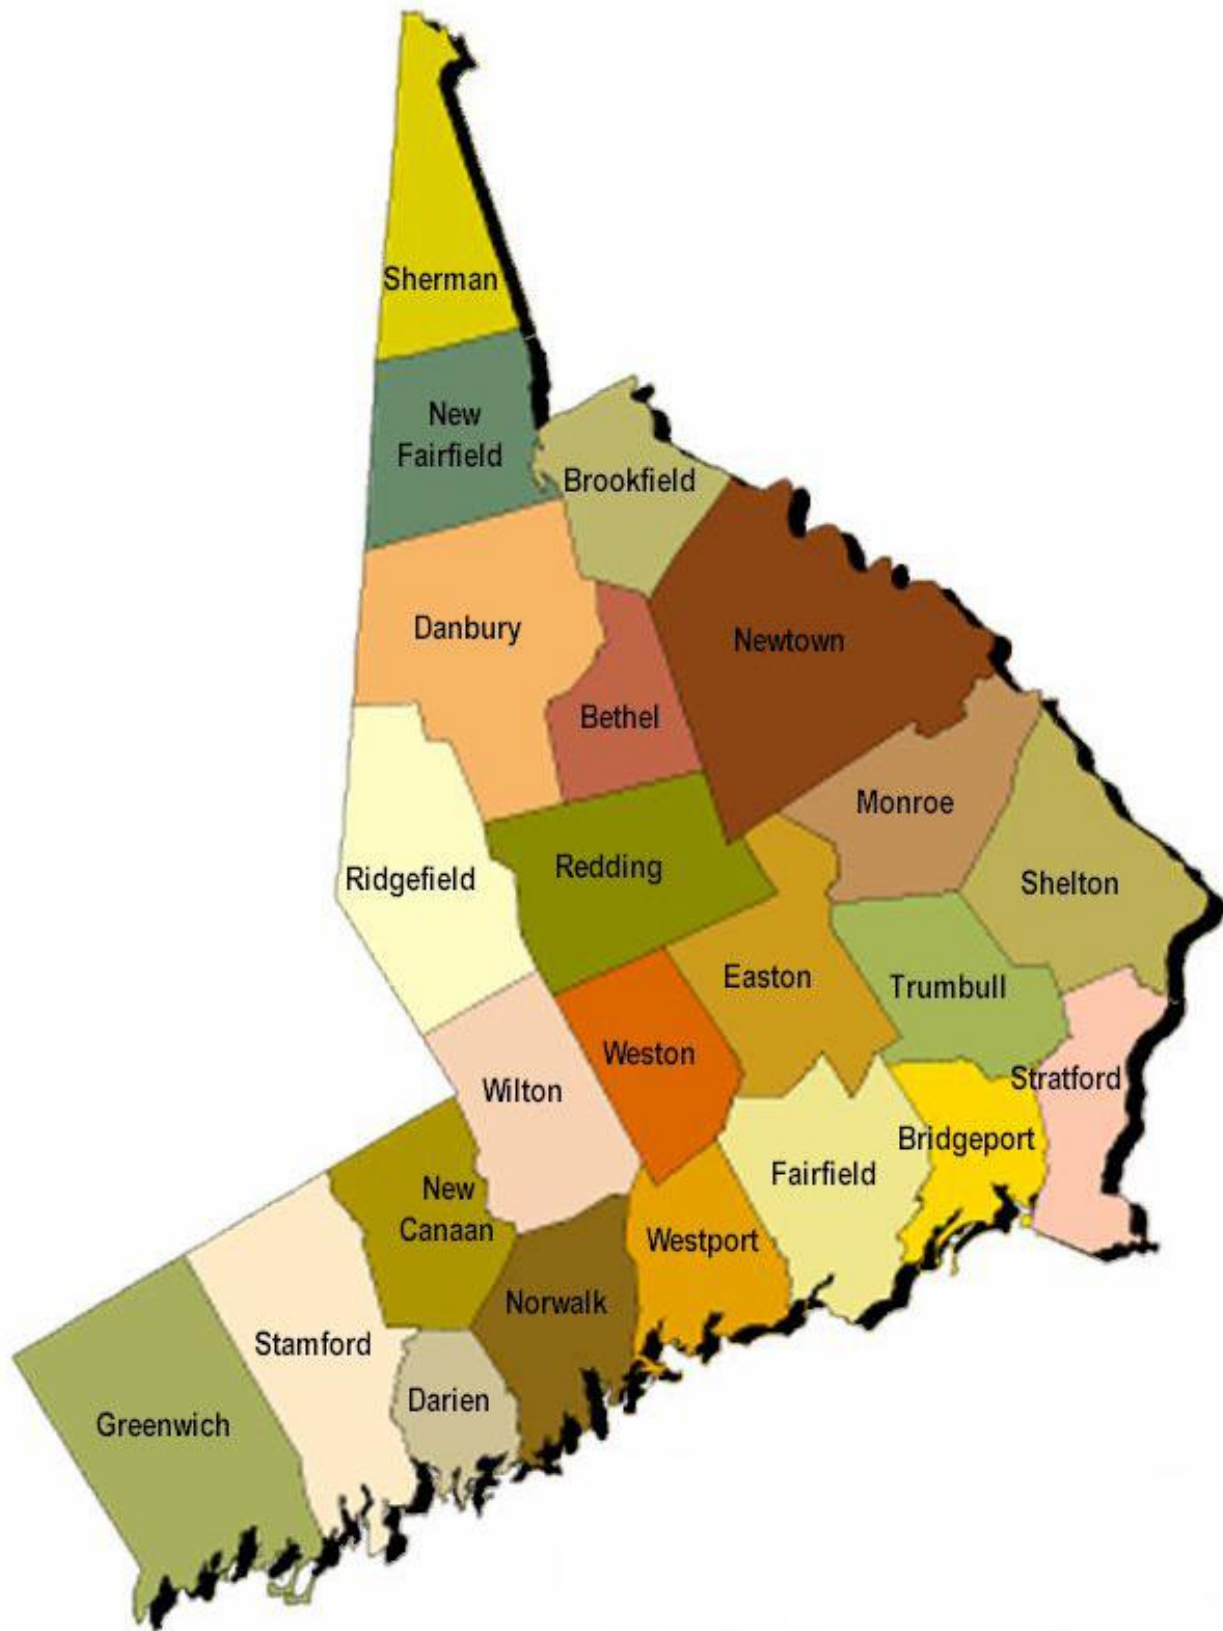 Sherman
New
Fairfield
Brookfield
Danbury
Newtown
Bethel
Monroe
Redding
Ridgefield
Shelton
Easton
Trumbull
Weston
Stratford
Wilton
Bridgeport
Fairfield
New
Canaan
Westport
Norwalk
Stamford
Darien
Greenwich